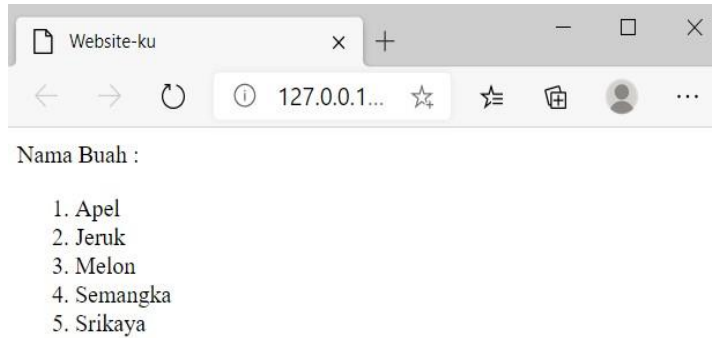 Website-ku
127.0.0.1...
Nama Buah :
1. Apel
2. Jeruk
3. Melon
4. Semangka
5. Srikaya